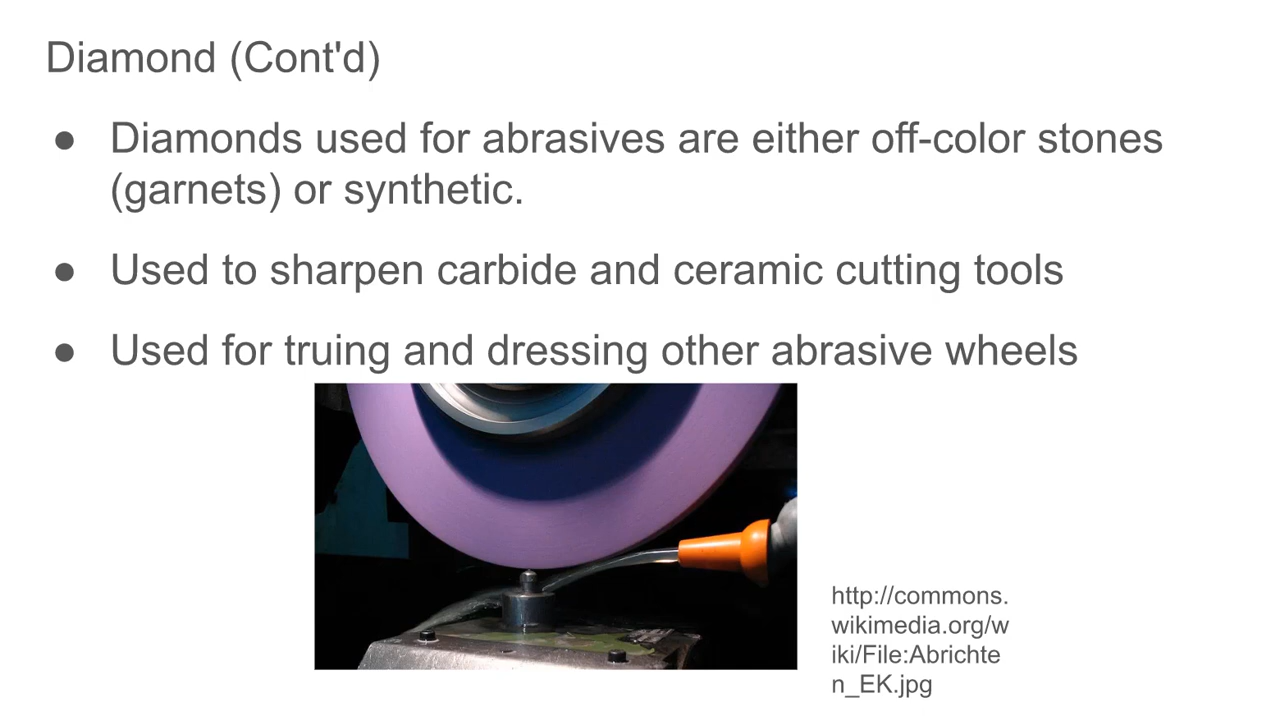 Diamond (Cont'd)
● Diamonds used for abrasives are either off-color stones
(garnets) or synthetic.
● Used to sharpen carbide and ceramic cutting tools
● Used for truing and dressing other abrasive wheels
http://commons.
wikimedia.org/w
iki/File:Abrichte
n_EK.jpg